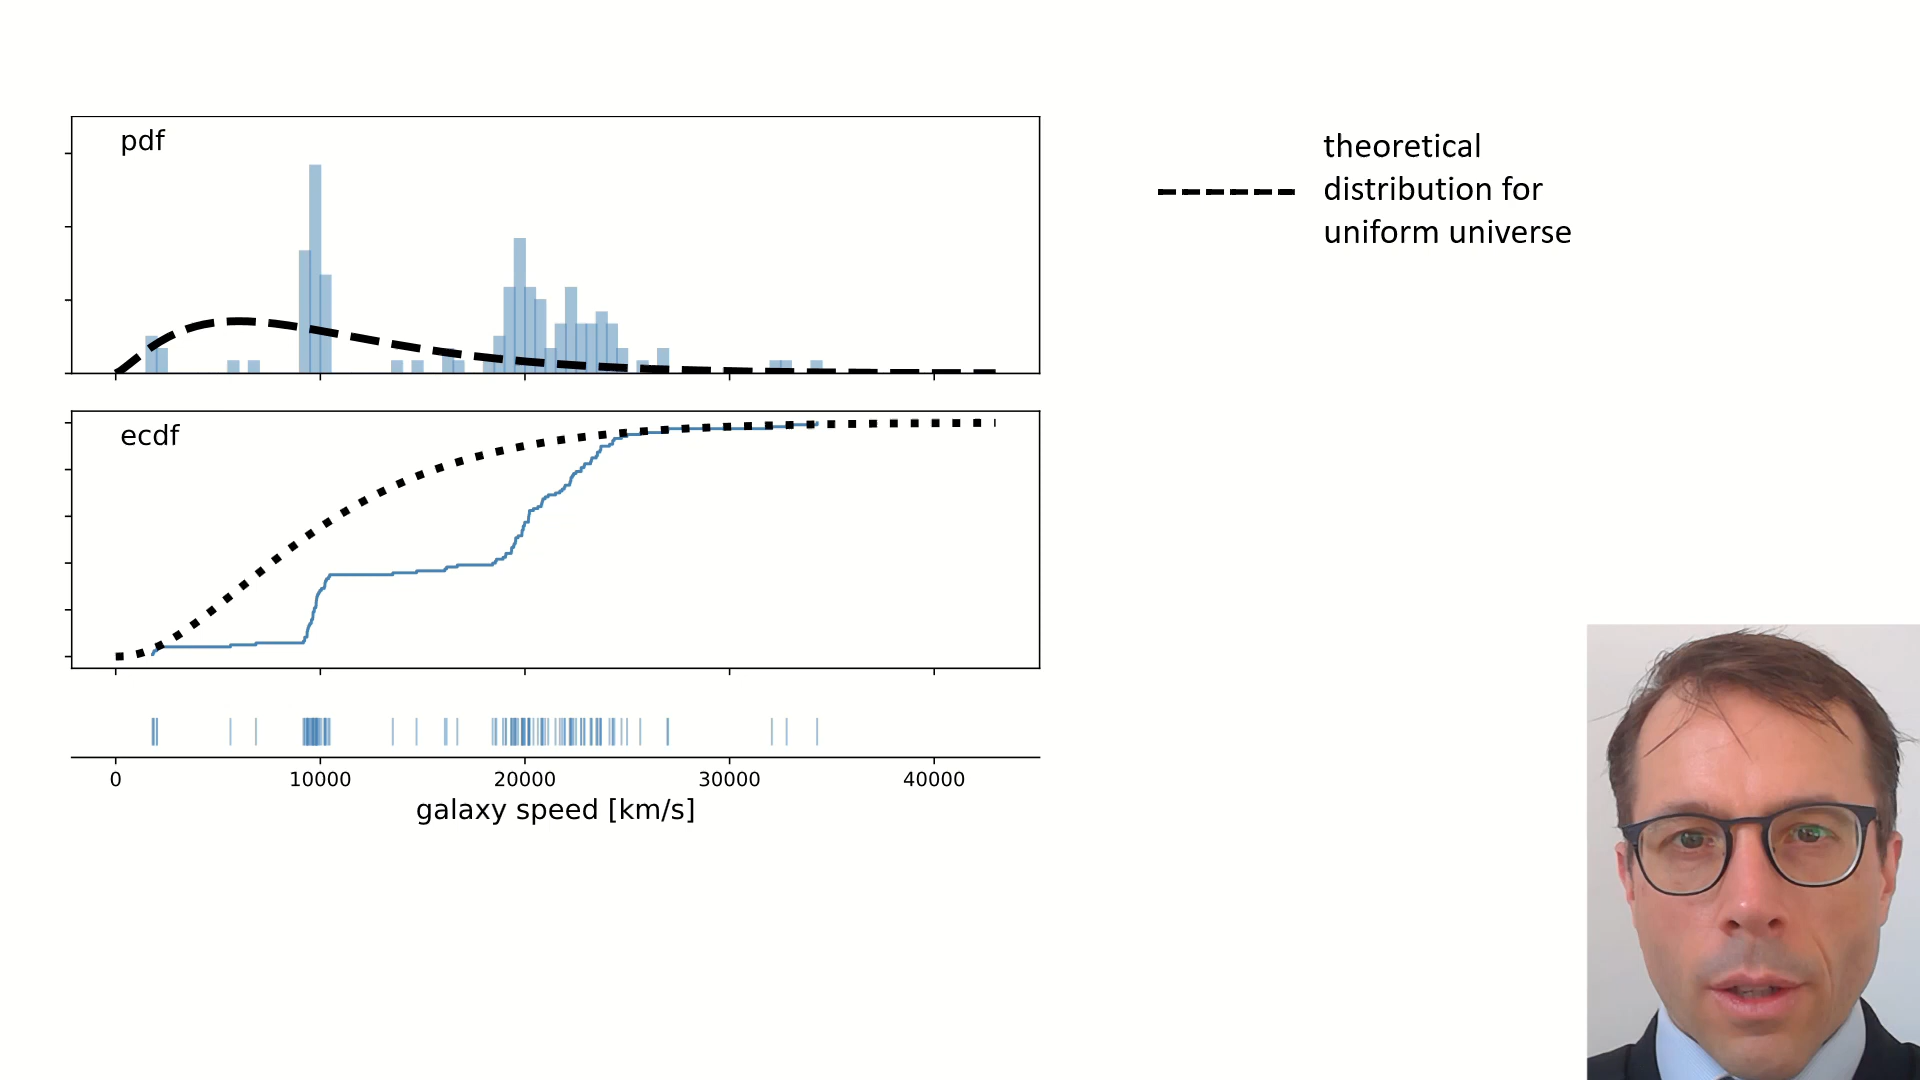 pdf
theoretical
distribution for
uniform universe
ecdf
0 10000 20000 30000 40000
galaxy speed [km/s]